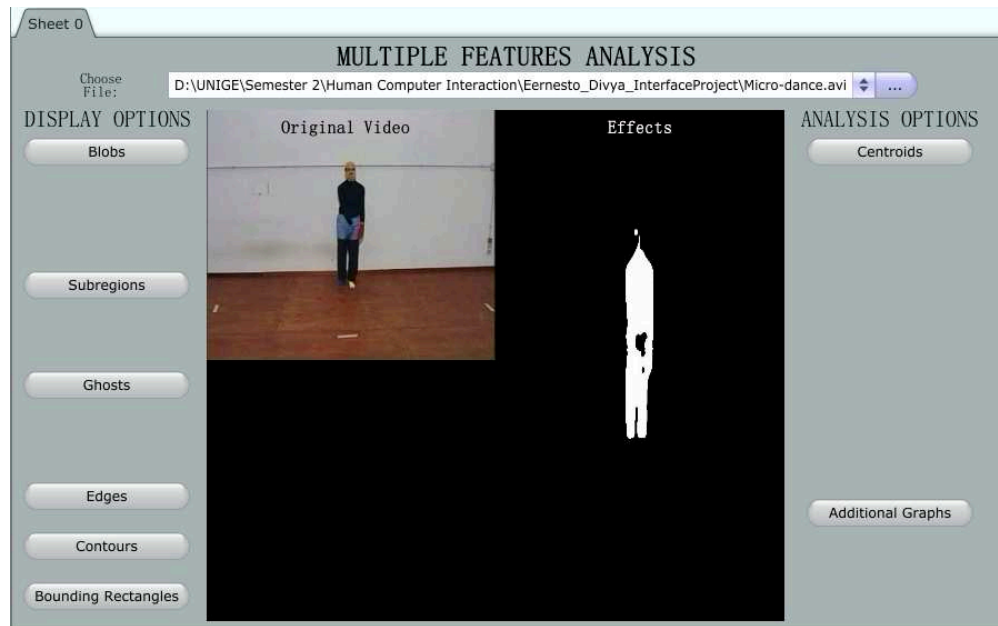 Sheet 0
MULTIPLE FEATURES ANALYSIS
Choose
File:
D:\UNIGE\Semester 2\Human Computer Interaction\Eernesto_Divya_InterfaceProject\Micro-dance.avi
...
DISPLAY OPTIONS
Blobs
Subregions
Ghosts
Edges
Contours
Bounding Rectangles
Original Video
Effects
ANALYSIS OPTIONS
Centroids
Additional Graphs